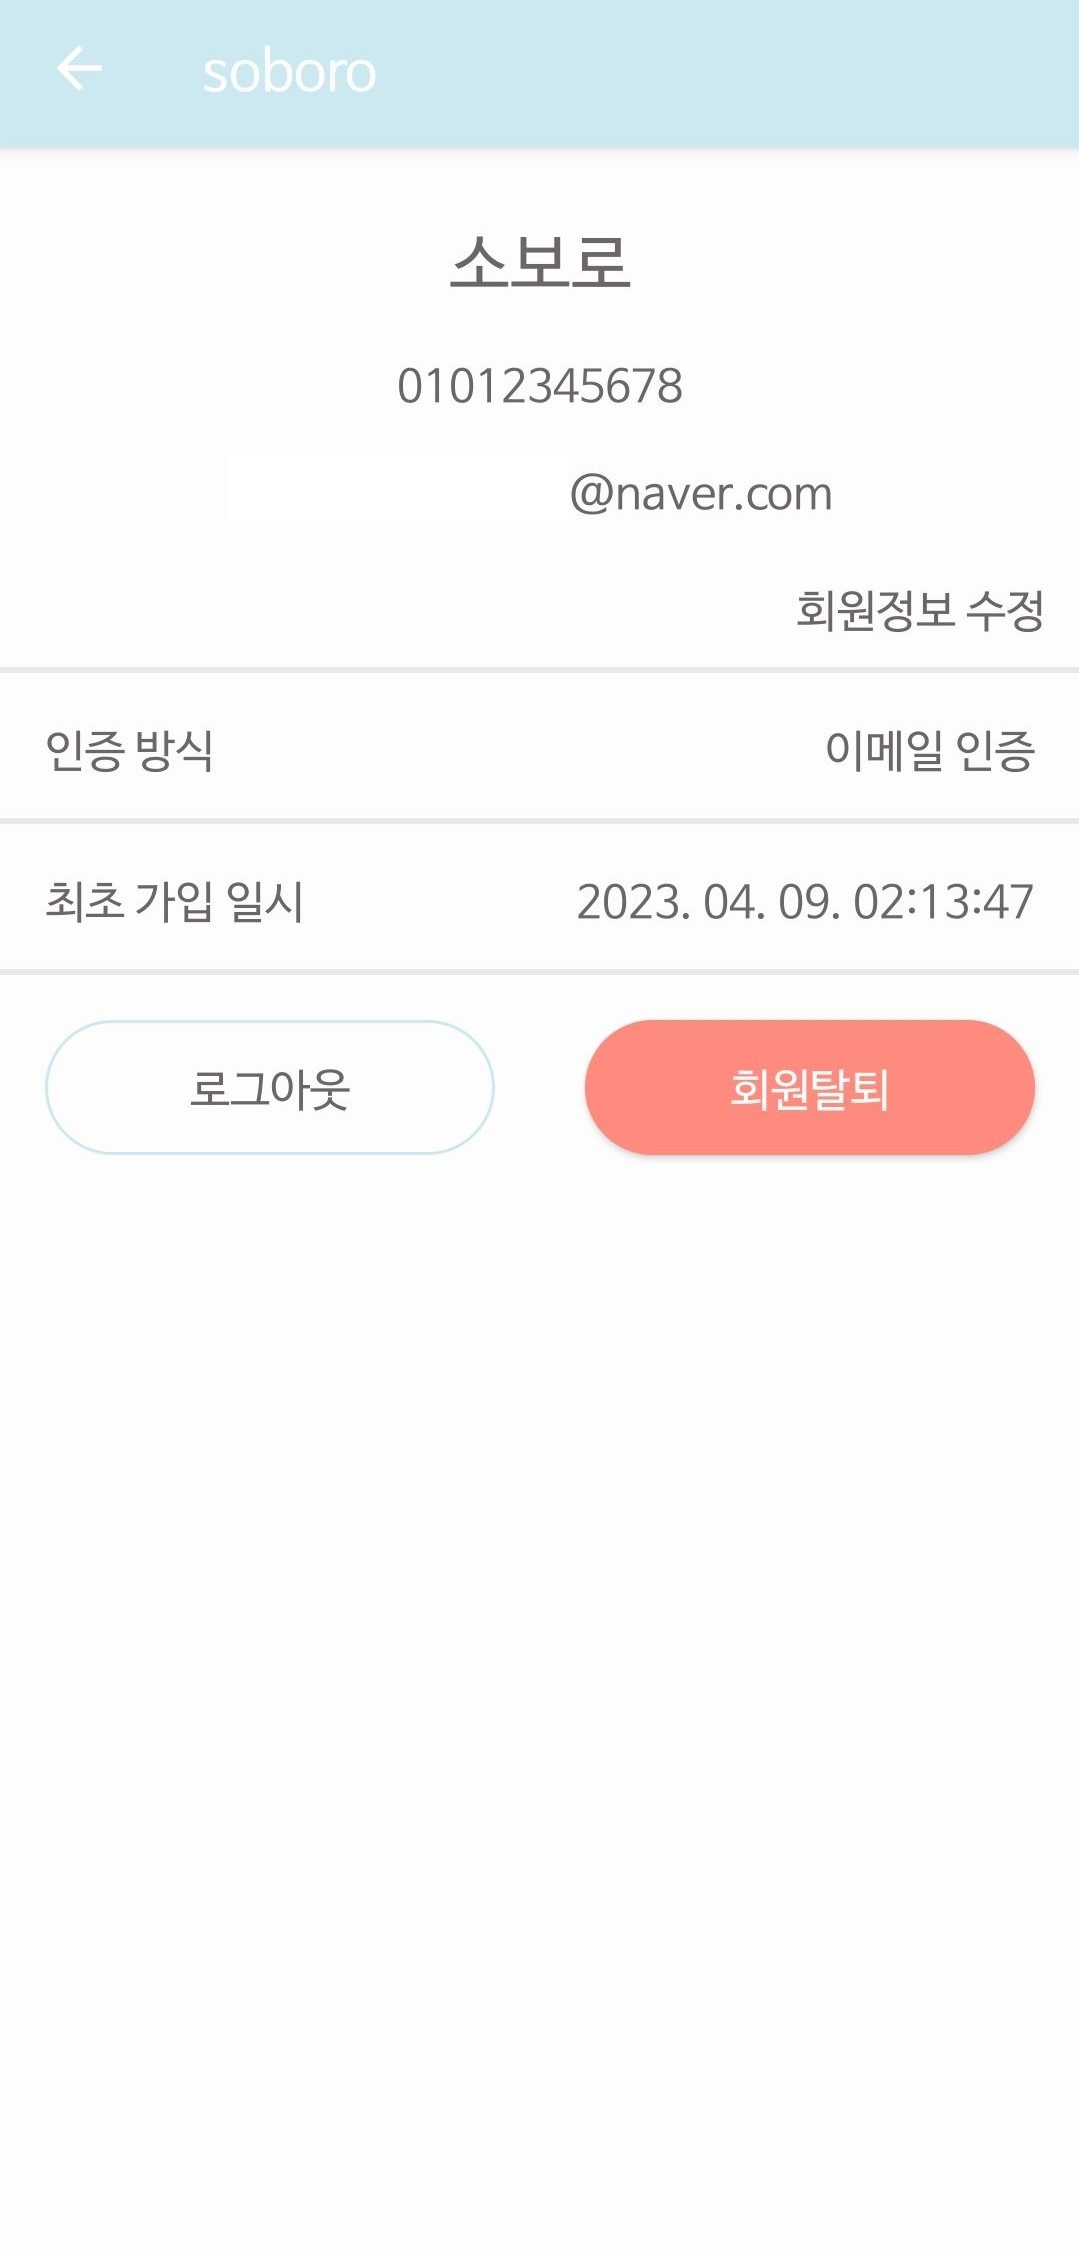 soboro
소보로
01012345678
@naver.com
회원정보 수정
인증 방식 이메일 인증
최초 가입 일시 2023. 04. 09. 02:13:47
로그아웃 회원탈퇴